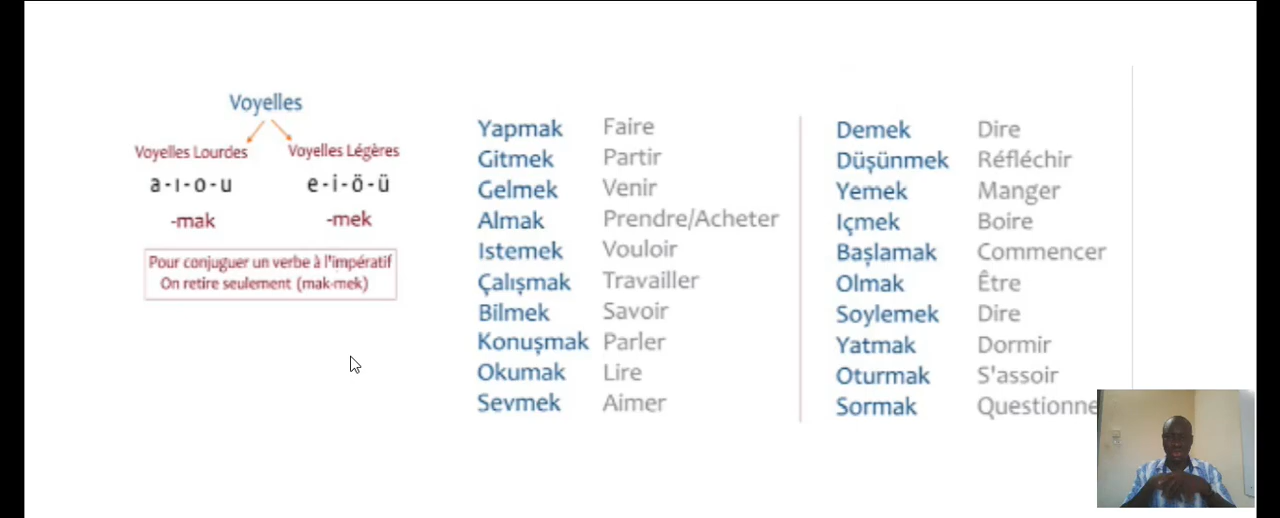 Voyelles
Voyelles Lourdes Voyelles Légères
a - ı - o - u e - i - ö - ü
-mak -mek
Pour conjuguer un verbe à l'impératif
On retire seulement (mak-mek)
Yapmak Faire
Gitmek Partir
Gelmek Venir
Almak Prendre/Acheter
Istemek Vouloir
Çalışmak Travailler
Bilmek Savoir
Konuşmak Parler
Okumak Lire
Sevmek Aimer
Demek Dire
Düşünmek Réfléchir
Yemek Manger
Içmek Boire
Başlamak Commencer
Olmak Être
Soylemek Dire
Yatmak Dormir
Oturmak S'assoir
Sormak Questionne